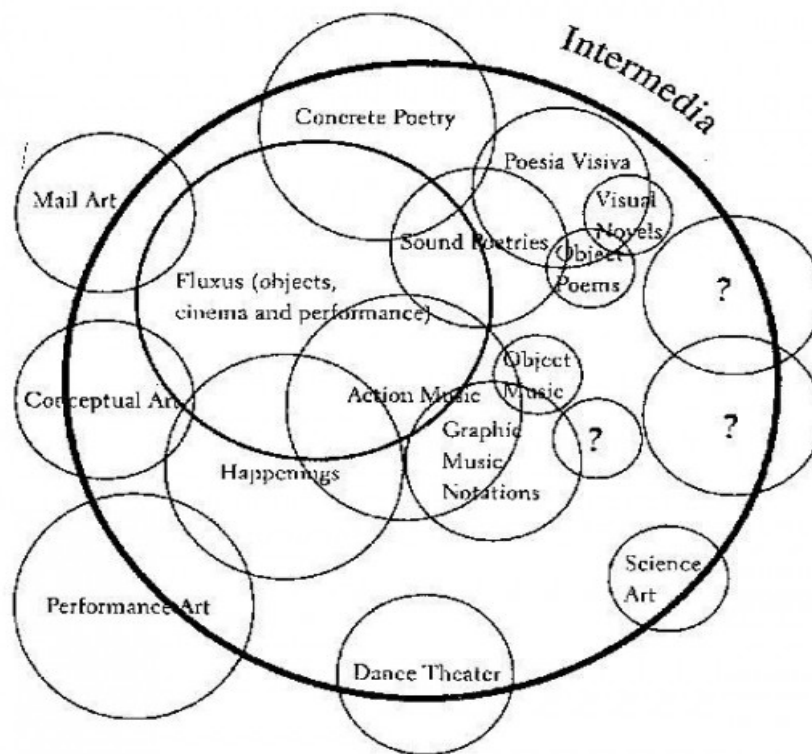 Intermedia
Concrete Poetry
Poesia Visiva
Mail Art
Visual
Novels
Sound Poetries
Object
Poems
Fluxus (objects,
cinema and performance)
?
Object
Music
Conceptual Art
Action Music
?
Graphic
Music
Notations
?
Happenings
Science
Art
Performance Art
Dance Theater